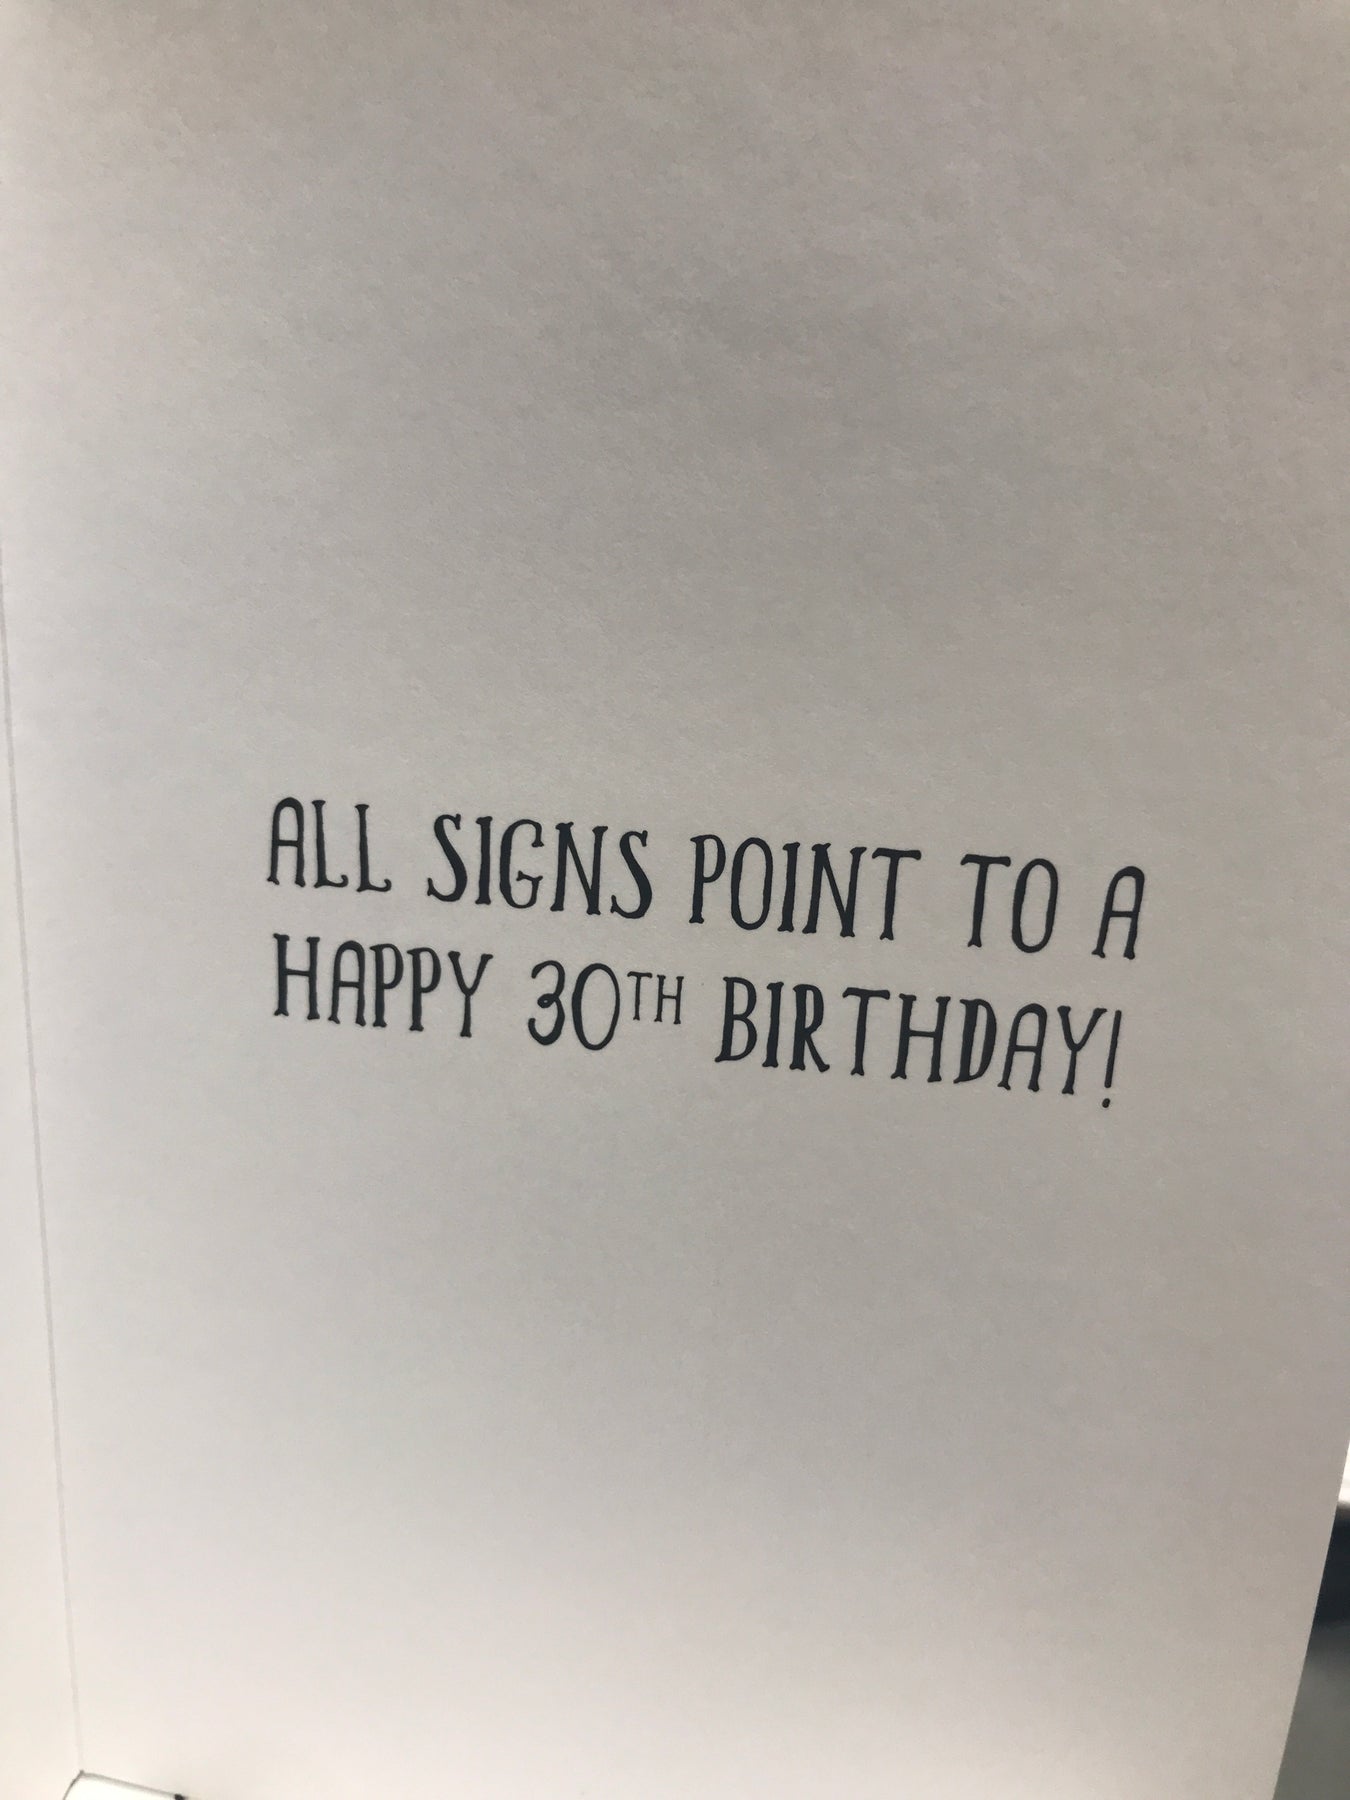 ALL SIGNS POINT TO A
HAPPY 30TH BIRTHDAY!